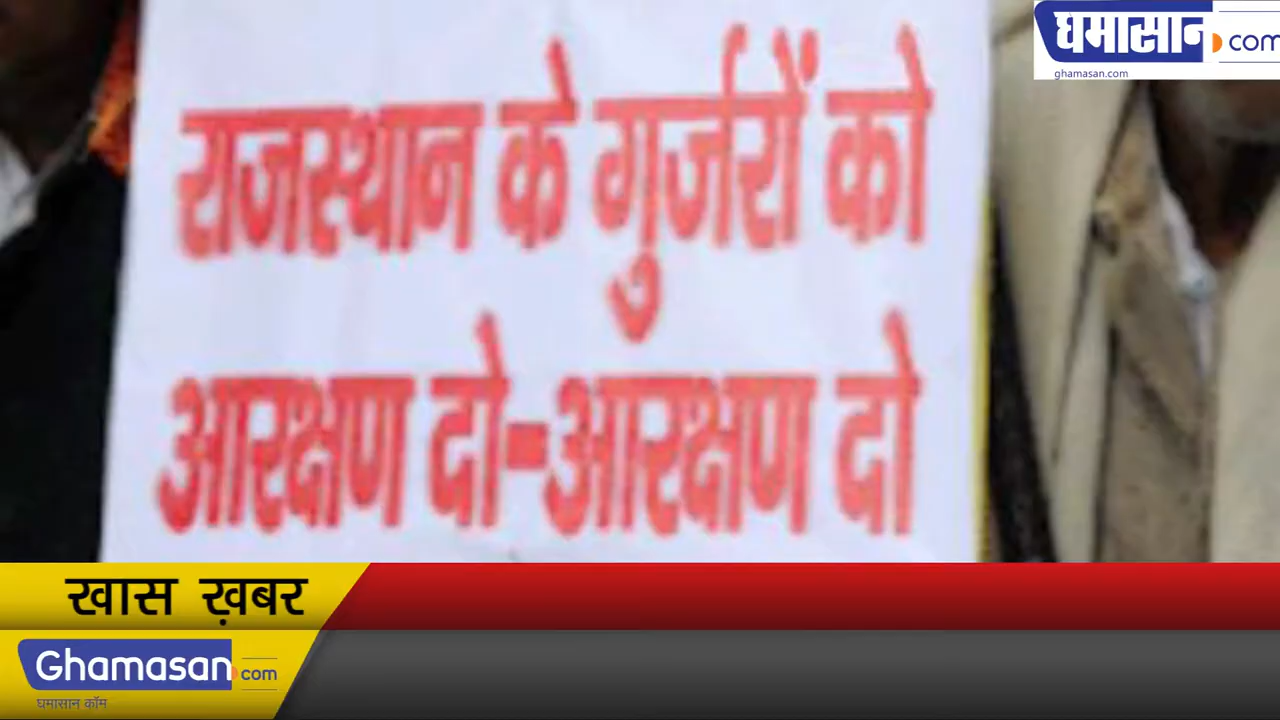 घमासान.com
ghamasan.com
राजस्थान के गुर्जरों को
आरक्षण दो-आरक्षण दो
खास ख़बर
Ghamasan.com
घमासान कॉम